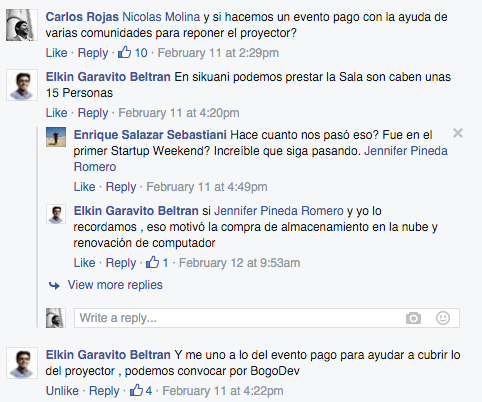 Carlos Rojas Nicolas Molina y si hacemos un evento pago con la ayuda de
varias comunidades para reponer el proyector?
Like · Reply · 10 · February 11 at 2:29pm
Elkin Garavito Beltran En sikuani podemos prestar la Sala son caben unas
15 Personas
Like · Reply · February 11 at 4:20pm
Enrique Salazar Sebastiani Hace cuanto nos pasó eso? Fue en el
primer Startup Weekend? Increíble que siga pasando. Jennifer Pineda
Romero
Like · Reply · February 11 at 4:49pm
Elkin Garavito Beltran si Jennifer Pineda Romero y yo lo
recordamos , eso motivó la compra de almacenamiento en la nube y
renovación de computador
Like · Reply · 1 · February 12 at 9:53am
View more replies
Write a reply...
Elkin Garavito Beltran Y me uno a lo del evento pago para ayudar a cubrir lo
del proyector , podemos convocar por BogoDev
Unlike · Reply · 4 · February 11 at 4:22pm